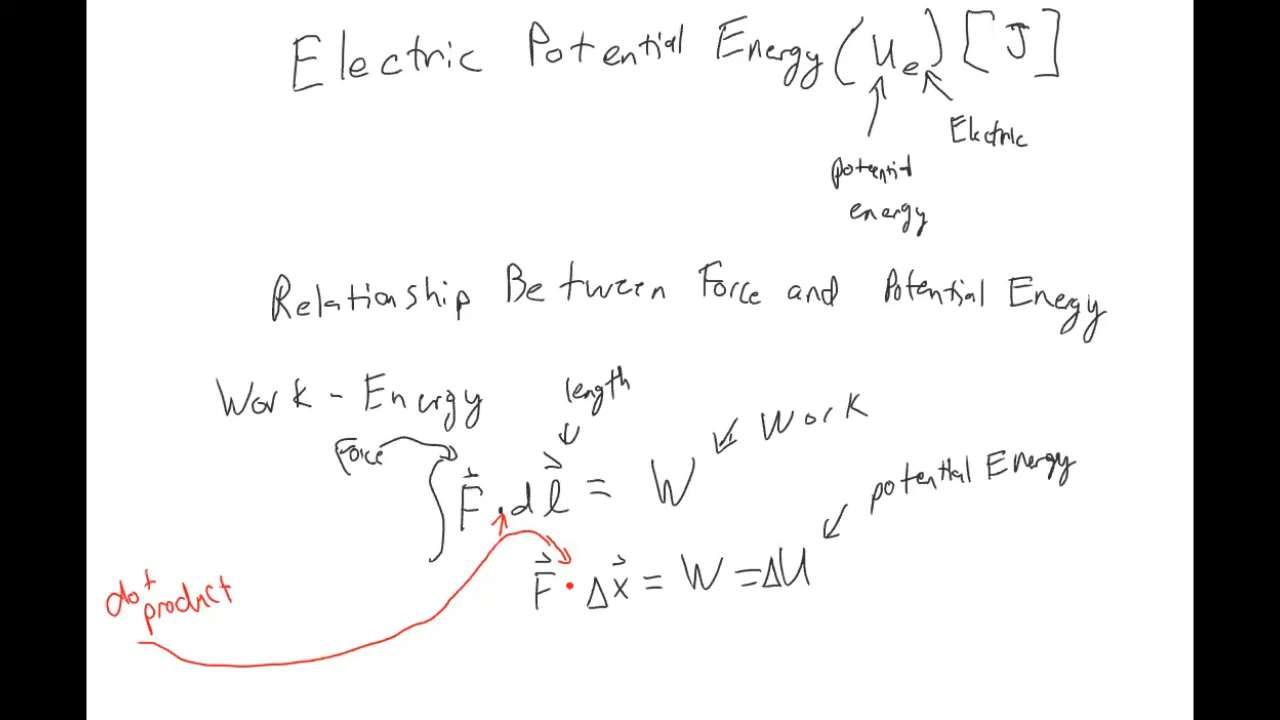 Electric Potential Energy (Ue) [J]
Electric
potential
energy
Relationship Between Force and Potential Energy
Work - Energy
length
Force
Work
∫ F⃗ · dl⃗ = W
potential Energy
F⃗ · Δx⃗ = W = ΔU
dot
product